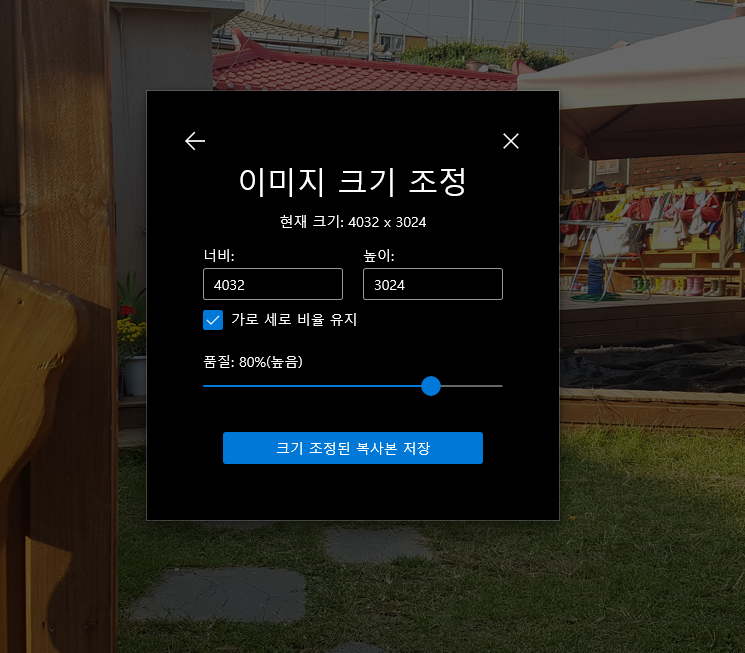 이미지 크기 조정
현재 크기: 4032 x 3024
너비: 높이:
4032 3024
가로 세로 비율 유지
품질: 80%(높음)
크기 조정된 복사본 저장